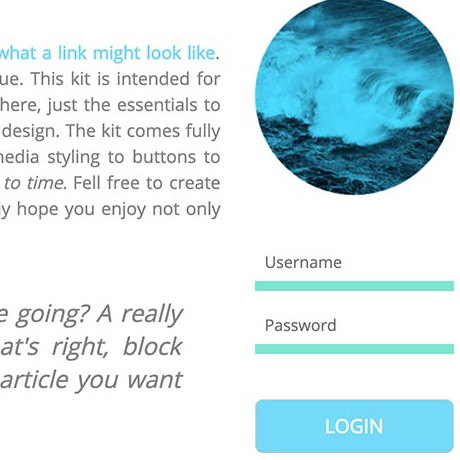 what a link might look like.
ue. This kit is intended for
here, just the essentials to
design. The kit comes fully
nedia styling to buttons to
to time. Fell free to create
ly hope you enjoy not only
e going? A really
at's right, block
article you want
Username
Password
LOGIN